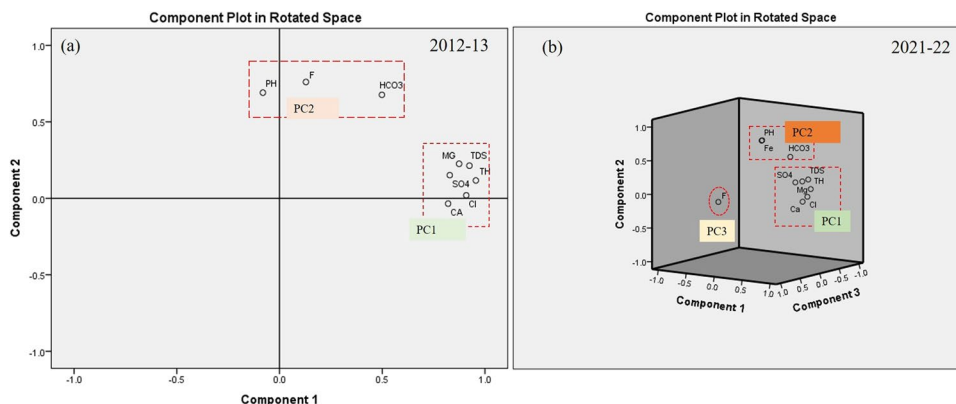 Component Plot in Rotated Space
(a)
2012-13
1.0
0.5
0.0
-0.5
-1.0
Component 2
PH
F
HCO3
PC2
MG
TDS
TH
SO4
Cl
CA
PC1
-1.0
-0.5
0.0
0.5
1.0
Component 1
Component Plot in Rotated Space
(b)
2021-22
1.0
0.5
0.0
-0.5
-1.0
Component 2
PH
Fe
PC2
HCO3
SO4
TDS
TH
Mg
Cl
Ca
PC1
F
PC3
-1.0
-0.5
0.0
0.5
1.0
Component 1
1.0
0.5
0.0
-0.5
-1.0
Component 3